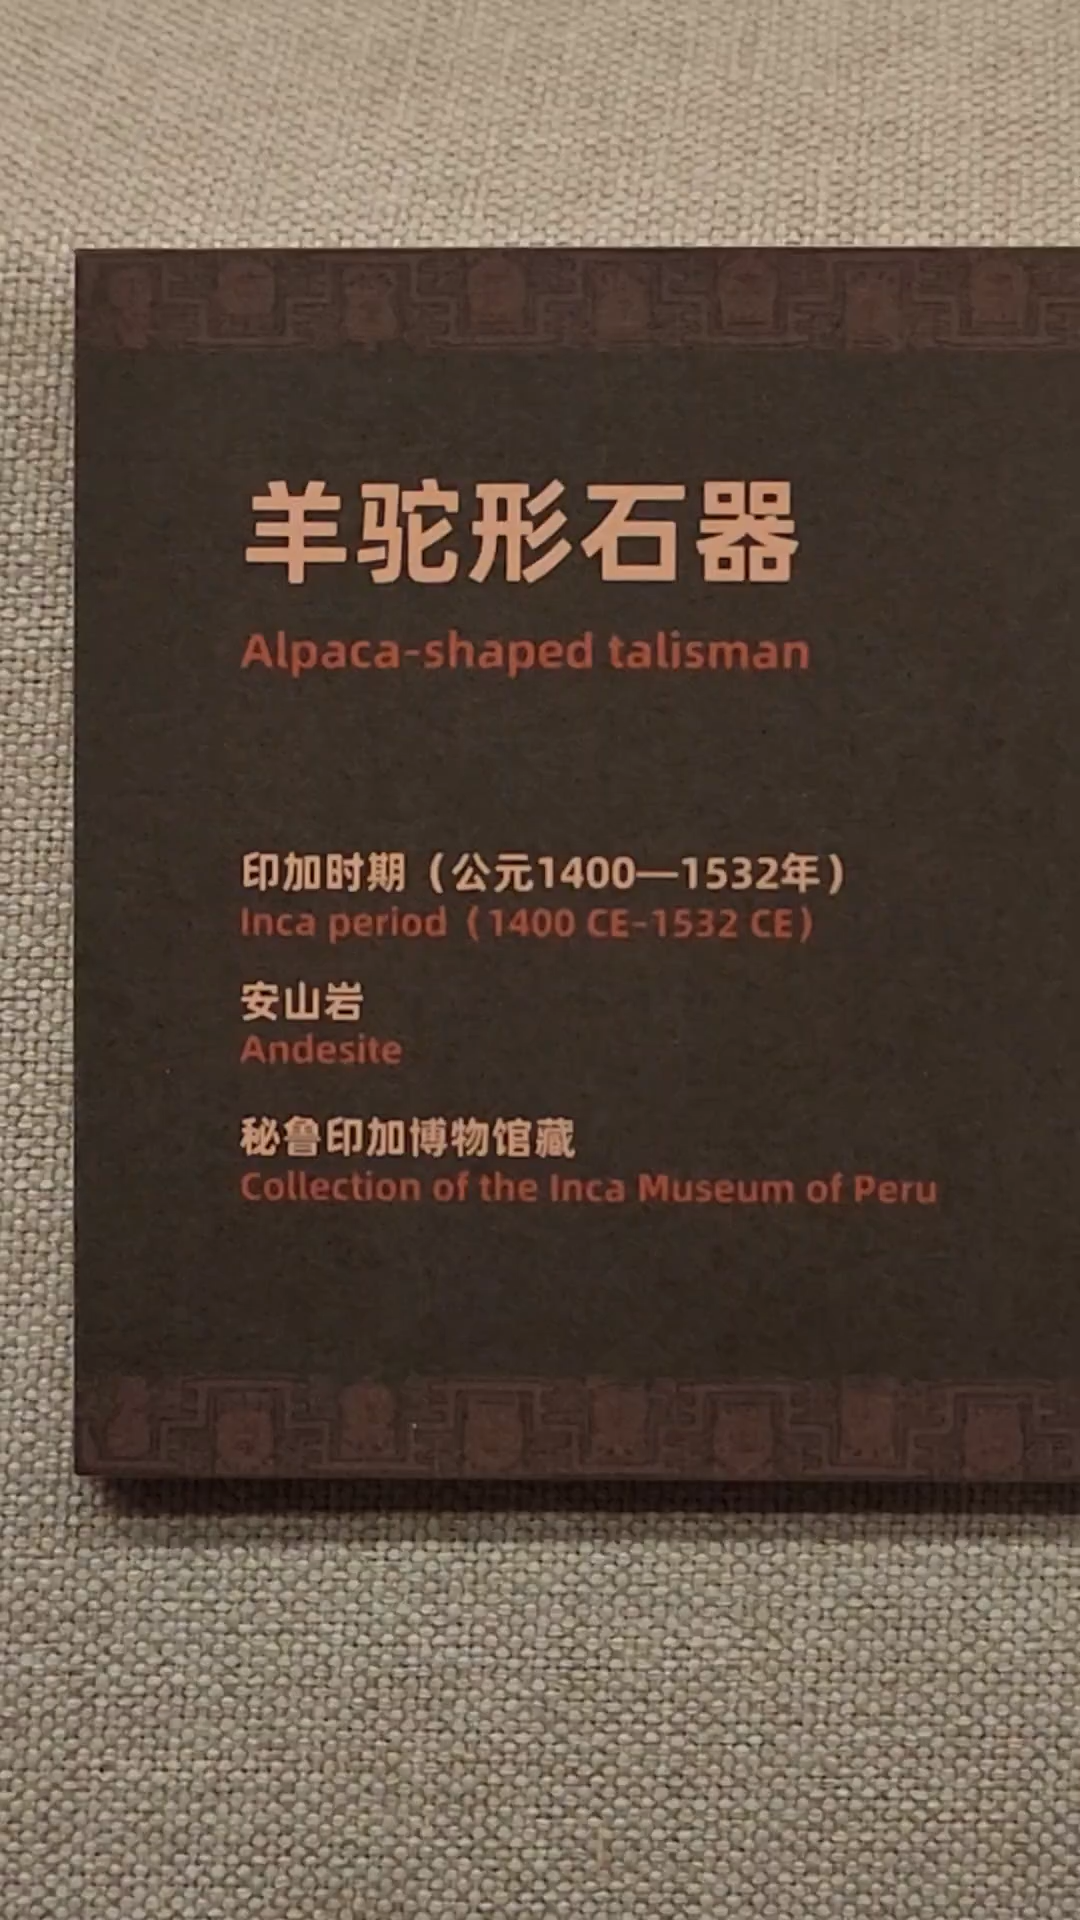 羊驼形石器
Alpaca-shaped talisman
印加时期（公元1400—1532年）
Inca period（1400 CE-1532 CE）
安山岩
Andesite
秘鲁印加博物馆藏
Collection of the Inca Museum of Peru